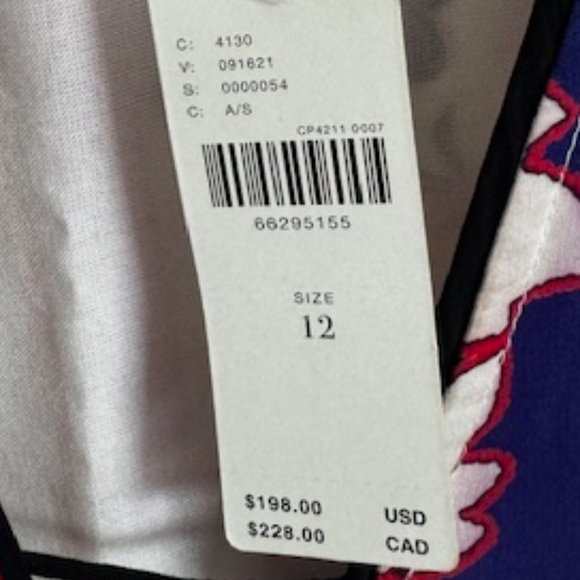 C: 4130
V: 091621
S: 0000054
C: A/S
CP4211 0007
66295155
SIZE
12
$198.00 USD
$228.00 CAD